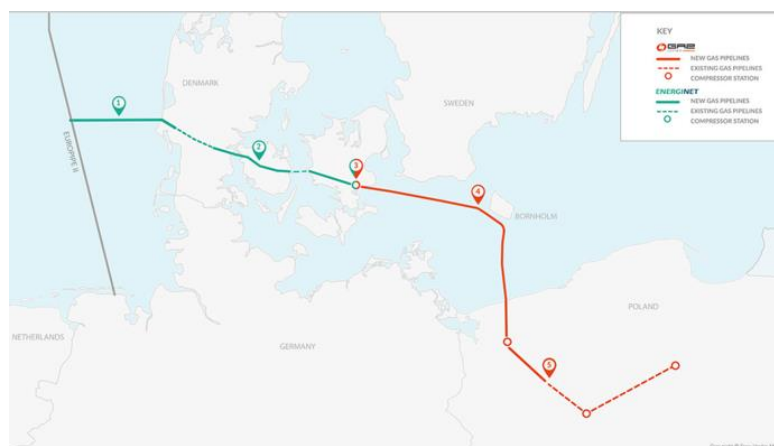 KEY
GAZ
NEW GAS PIPELINES
EXISTING GAS PIPELINES
COMPRESSOR STATION
ENERGINET
NEW GAS PIPELINES
EXISTING GAS PIPELINES
COMPRESSOR STATION
DENMARK
SWEDEN
1
2
3
4
EUROPIPE II
BORNHOLM
POLAND
NETHERLANDS
GERMANY
5